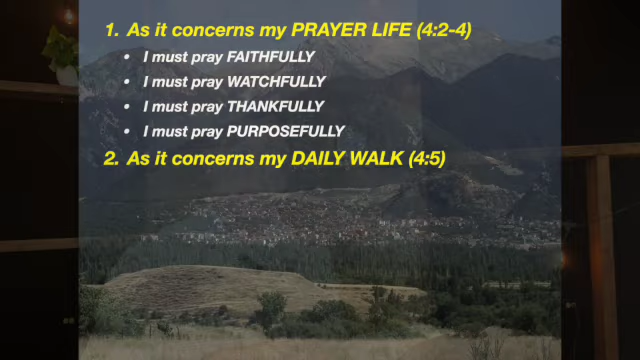 1. As it concerns my PRAYER LIFE (4:2-4)
• I must pray FAITHFULLY
• I must pray WATCHFULLY
• I must pray THANKFULLY
• I must pray PURPOSEFULLY
2. As it concerns my DAILY WALK (4:5)